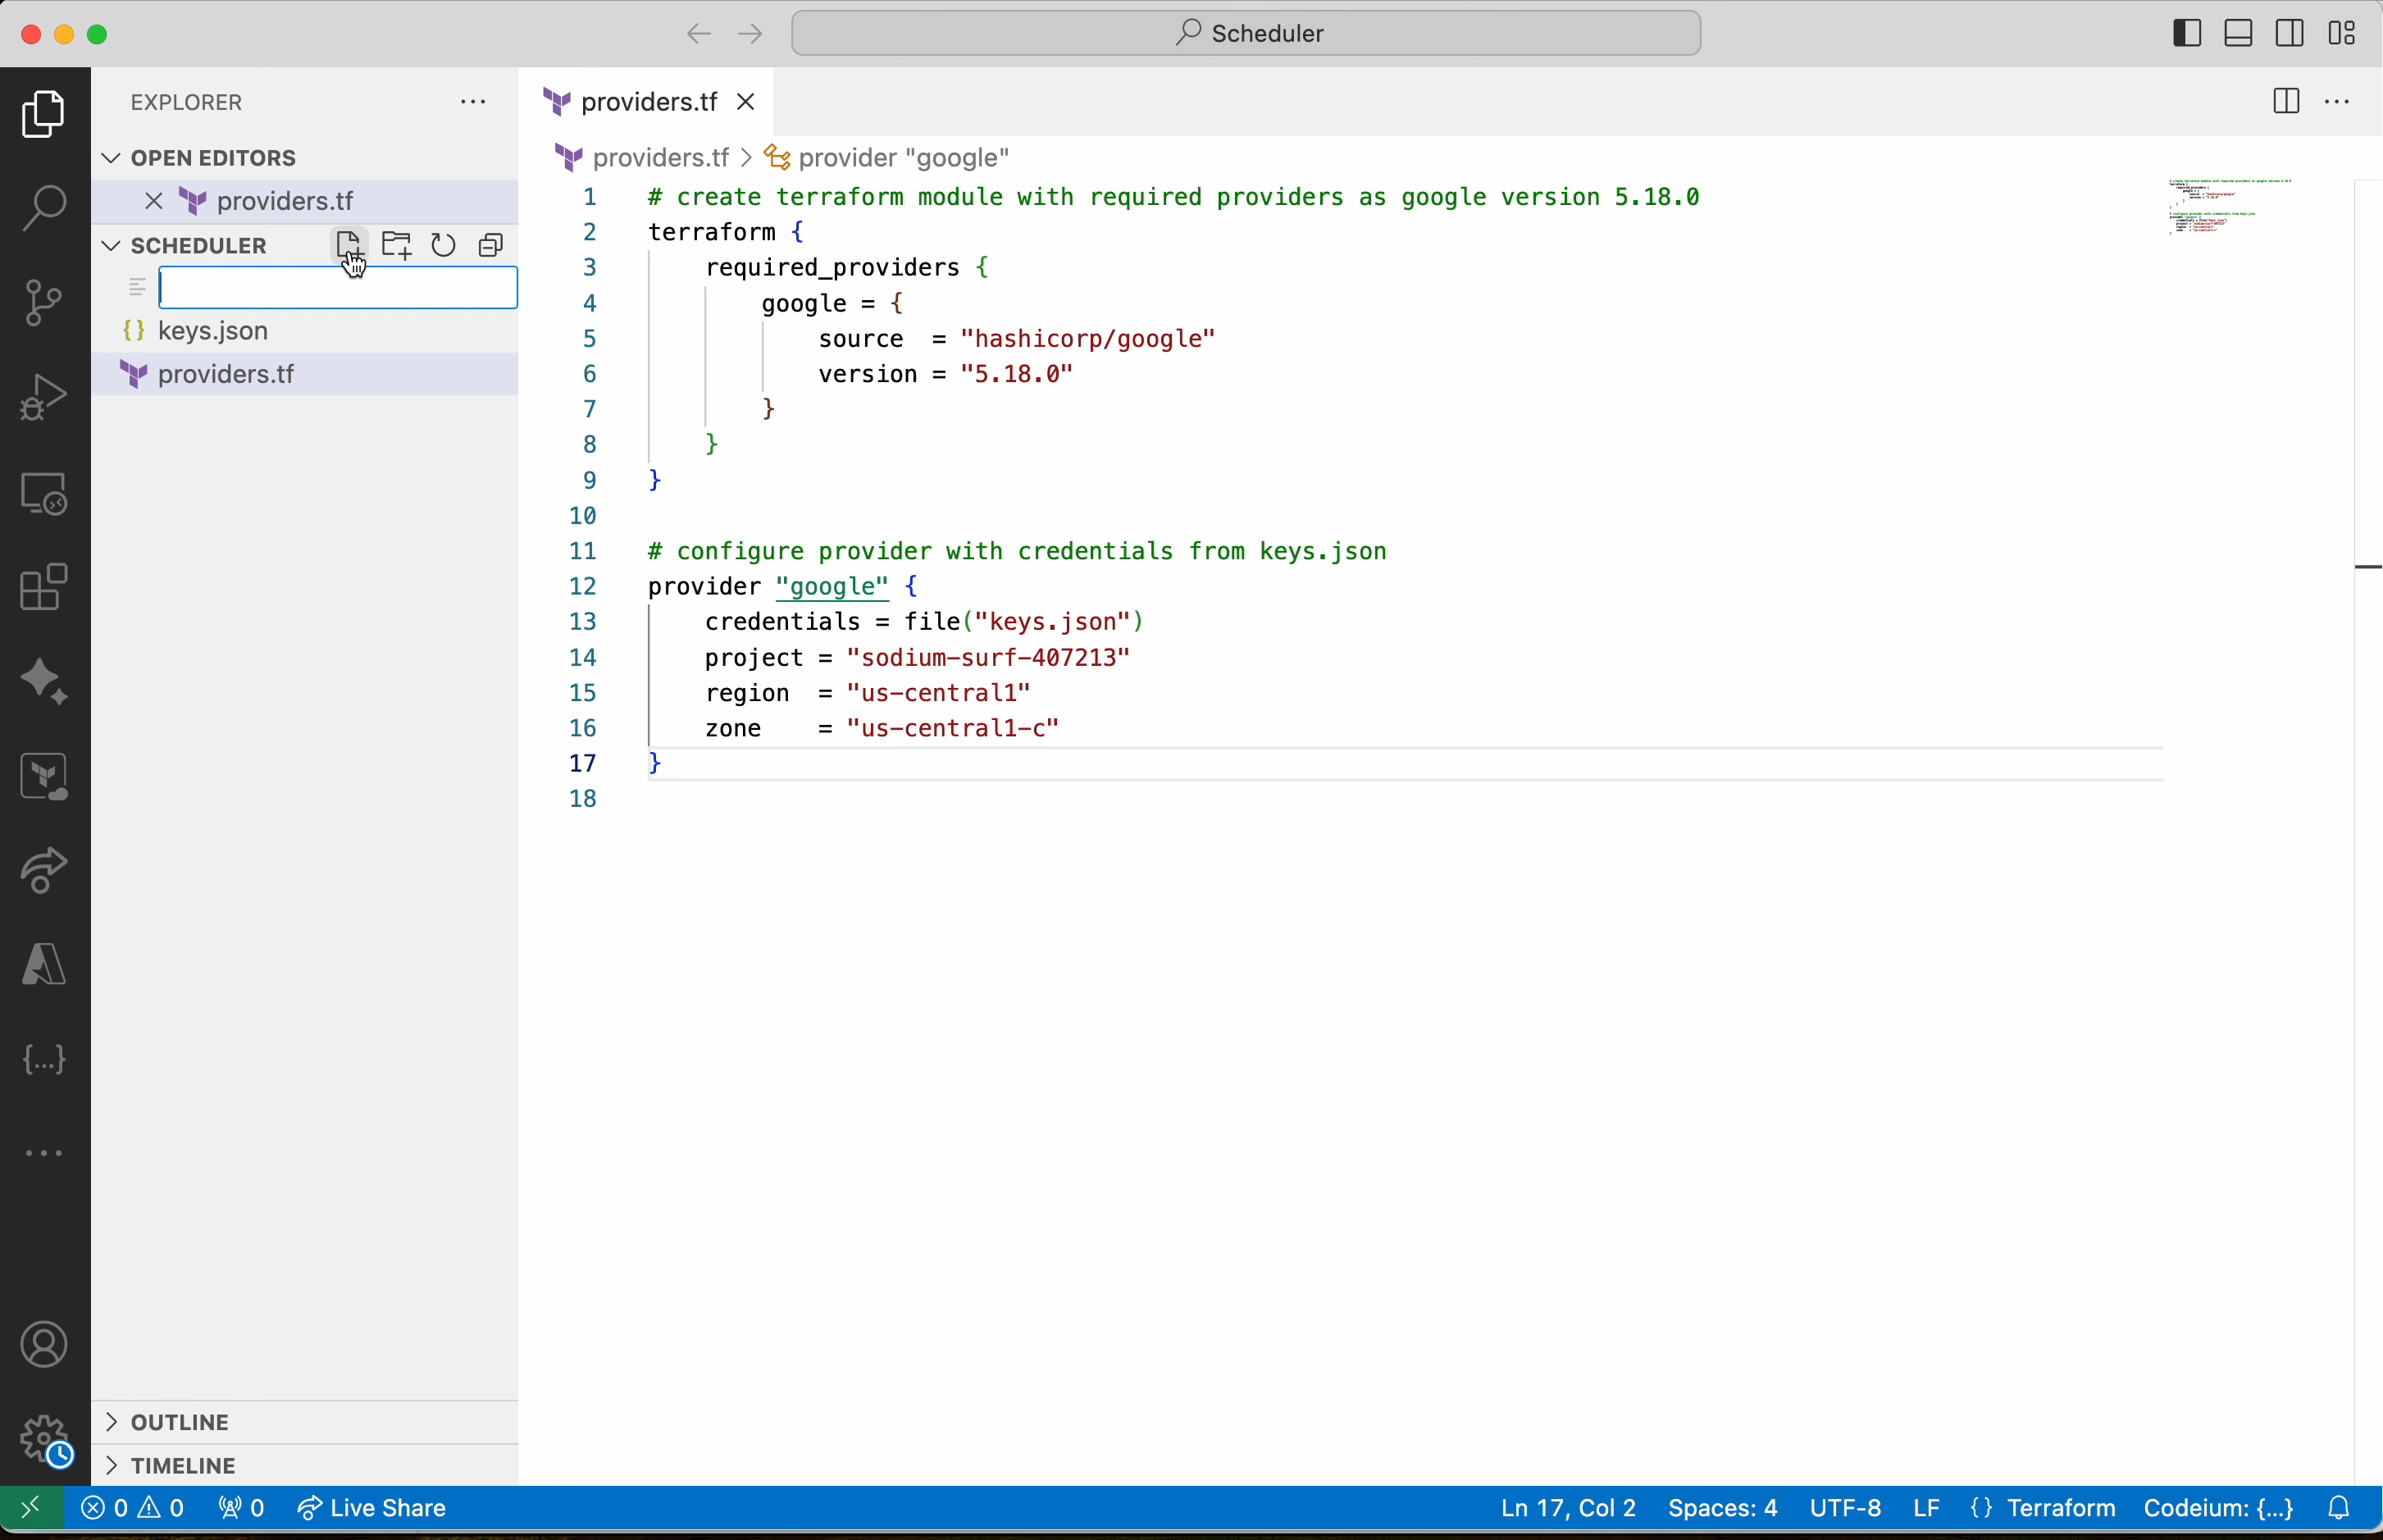 Scheduler
EXPLORER
OPEN EDITORS
providers.tf
SCHEDULER
keys.json
providers.tf
OUTLINE
TIMELINE
providers.tf
providers.tf > provider "google"
1 # create terraform module with required providers as google version 5.18.0
2 terraform {
3 required_providers {
4 google = {
5 source = "hashicorp/google"
6 version = "5.18.0"
7 }
8 }
9 }
10
11 # configure provider with credentials from keys.json
12 provider "google" {
13 credentials = file("keys.json")
14 project = "sodium-surf-407213"
15 region = "us-central1"
16 zone = "us-central1-c"
17 }
18
0 0 0 Live Share Ln 17, Col 2 Spaces: 4 UTF-8 LF {} Terraform Codeium: {...}